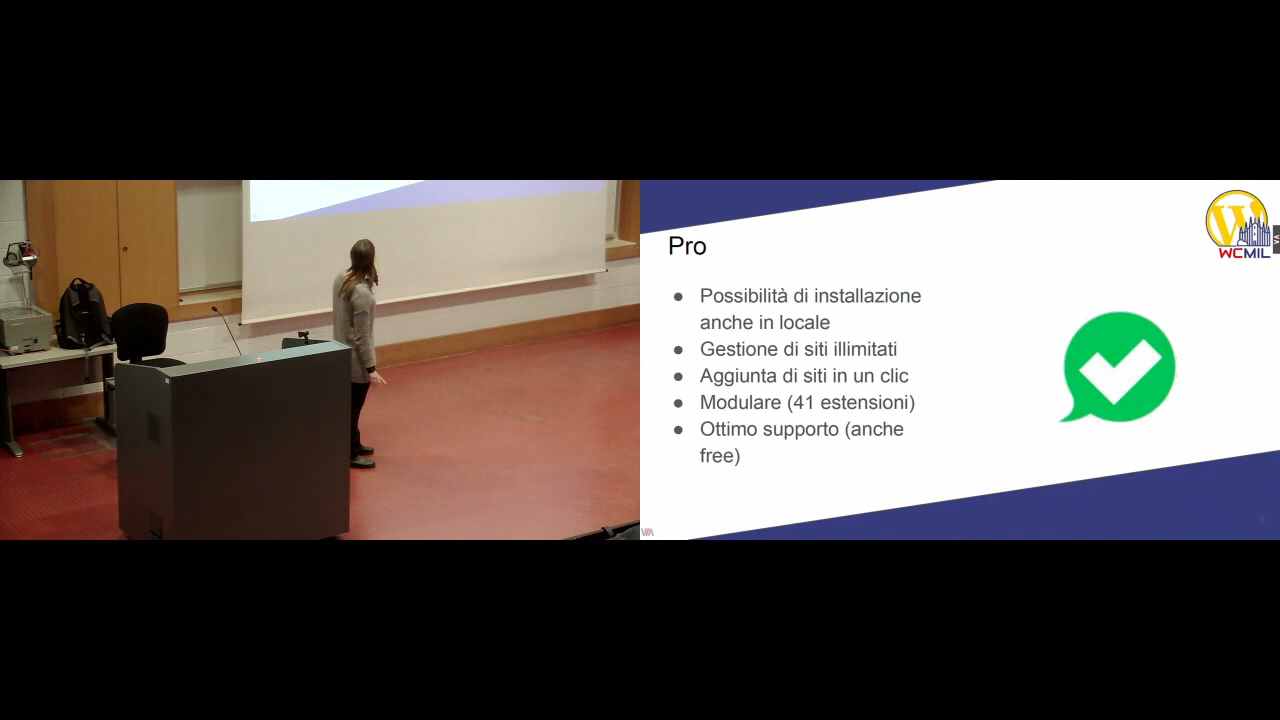 Pro
● Possibilità di installazione
anche in locale
● Gestione di siti illimitati
● Aggiunta di siti in un clic
● Modulare (41 estensioni)
● Ottimo supporto (anche
free)
WCMIL